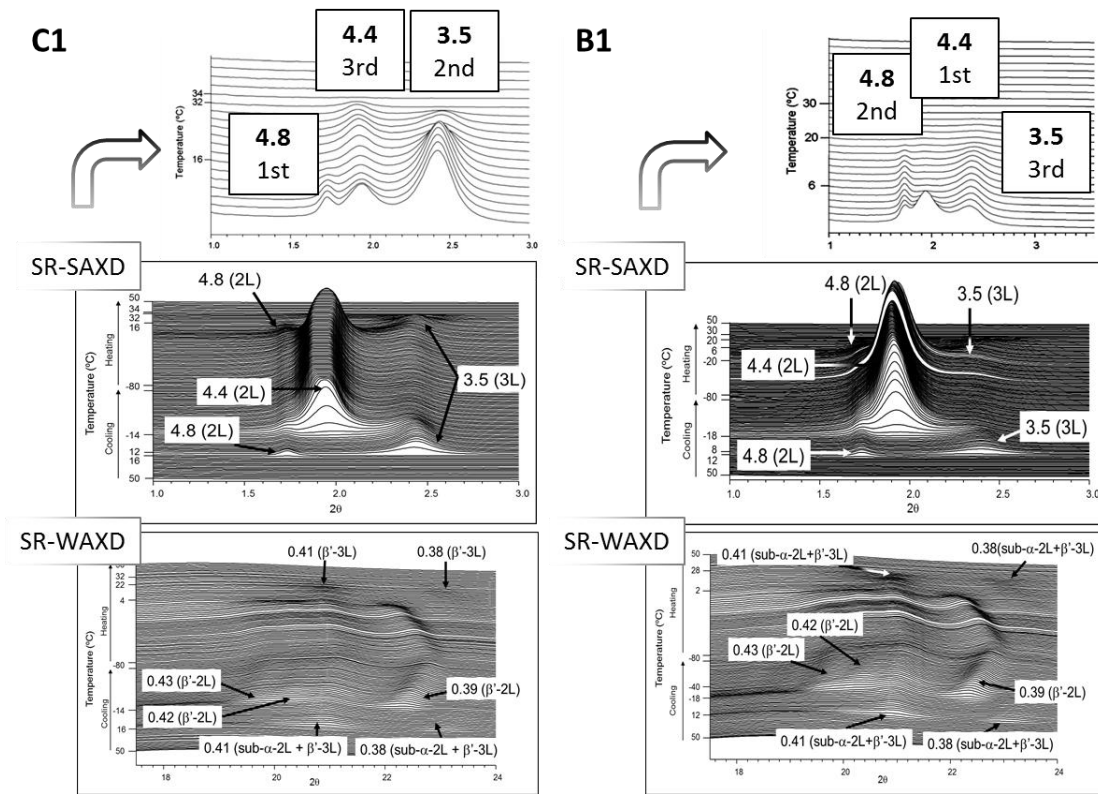 C1
4.4
3rd
3.5
2nd
4.8
1st
Temperature (ºC)
34
32
16
1.0
1.5
2.0
2.5
3.0
SR-SAXD
4.8 (2L)
4.4 (2L)
3.5 (3L)
4.8 (2L)
Temperature (ºC)
Cooling
Heating
50
34
32
16
-80
-14
12
16
50
1.0
1.5
2.0
2.5
3.0
2θ
SR-WAXD
0.41 (β'-3L)
0.38 (β'-3L)
0.43 (β'-2L)
0.42 (β'-2L)
0.39 (β'-2L)
0.41 (sub-α-2L + β'-3L)
0.38 (sub-α-2L + β'-3L)
Temperature (ºC)
Cooling
Heating
32
22
4
-80
-14
16
50
18
20
22
24
2θ
B1
4.4
1st
4.8
2nd
3.5
3rd
Temperature (ºC)
30
20
6
1
2
3
SR-SAXD
4.8 (2L)
3.5 (3L)
4.4 (2L)
3.5 (3L)
4.8 (2L)
Temperature (ºC)
Cooling
Heating
50
30
20
6
-20
-80
-18
8
12
50
1.0
1.5
2.0
2.5
3.0
2θ
SR-WAXD
0.41 (sub-α-2L+β'-3L)
0.38(sub-α-2L+β'-3L)
0.42 (β'-2L)
0.43 (β'-2L)
0.39 (β'-2L)
0.41 (sub-α-2L+β'-3L)
0.38 (sub-α-2L+β'-3L)
Temperature (ºC)
Cooling
Heating
50
28
2
-80
-40
-18
12
50
18
20
22
24
2θ